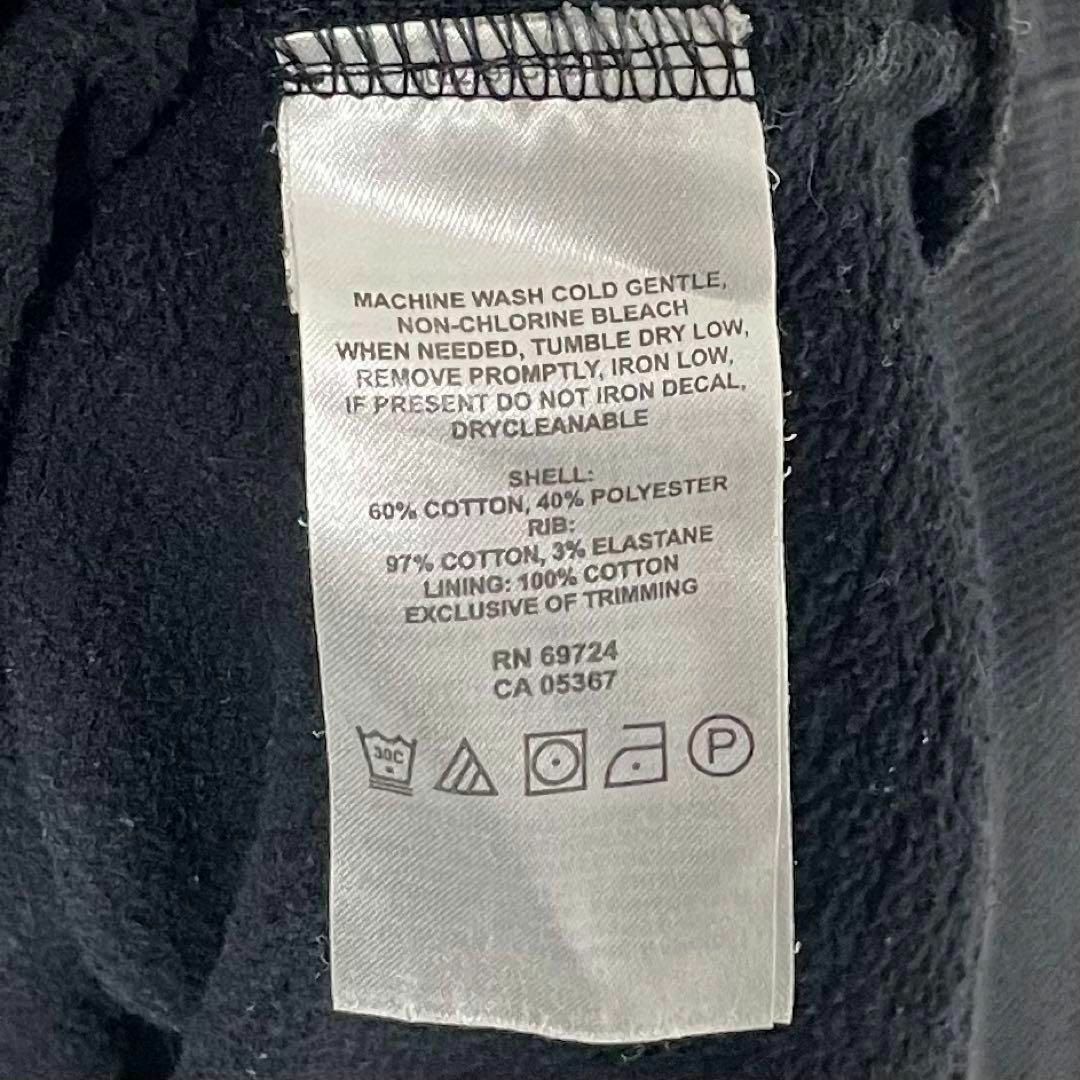 MACHINE WASH COLD GENTLE,
NON-CHLORINE BLEACH
WHEN NEEDED, TUMBLE DRY LOW,
REMOVE PROMPTLY, IRON LOW,
IF PRESENT DO NOT IRON DECAL,
DRYCLEANABLE
SHELL:
60% COTTON, 40% POLYESTER
RIB:
97% COTTON, 3% ELASTANE
LINING: 100% COTTON
EXCLUSIVE OF TRIMMING
RN 69724
CA 05367
30C
P